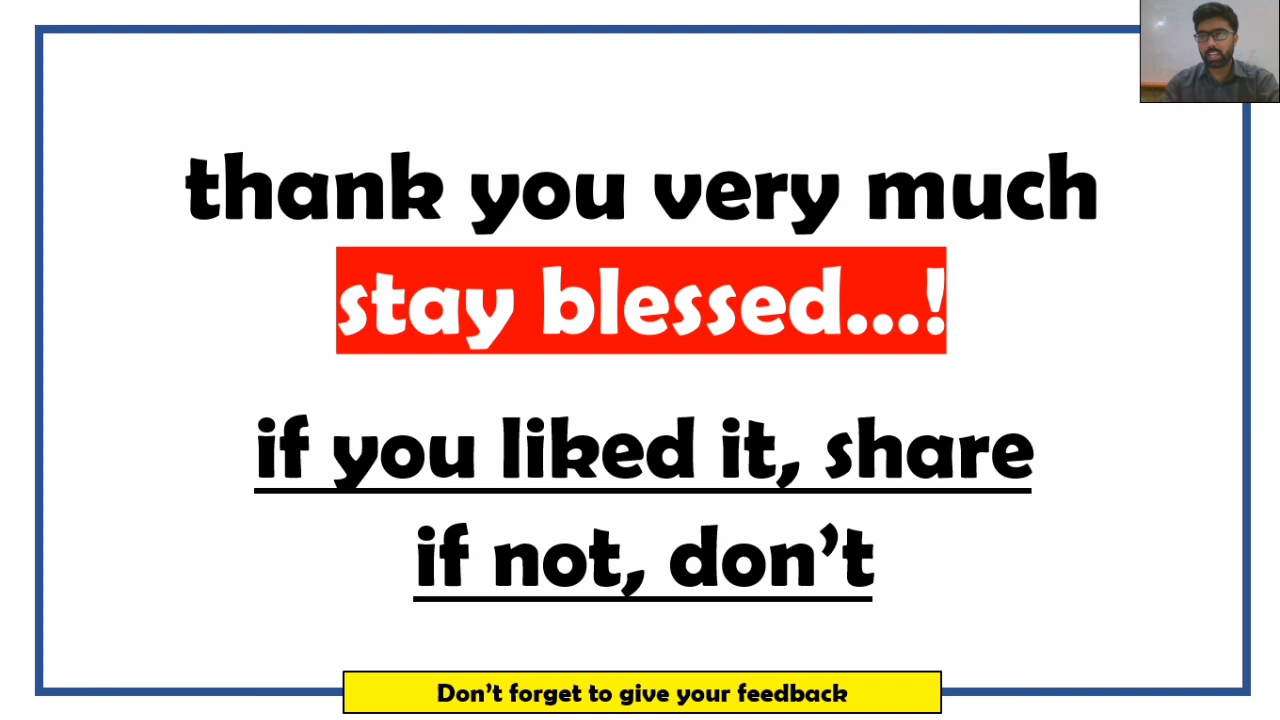 thank you very much
stay blessed...!
if you liked it, share
if not, don’t
Don’t forget to give your feedback